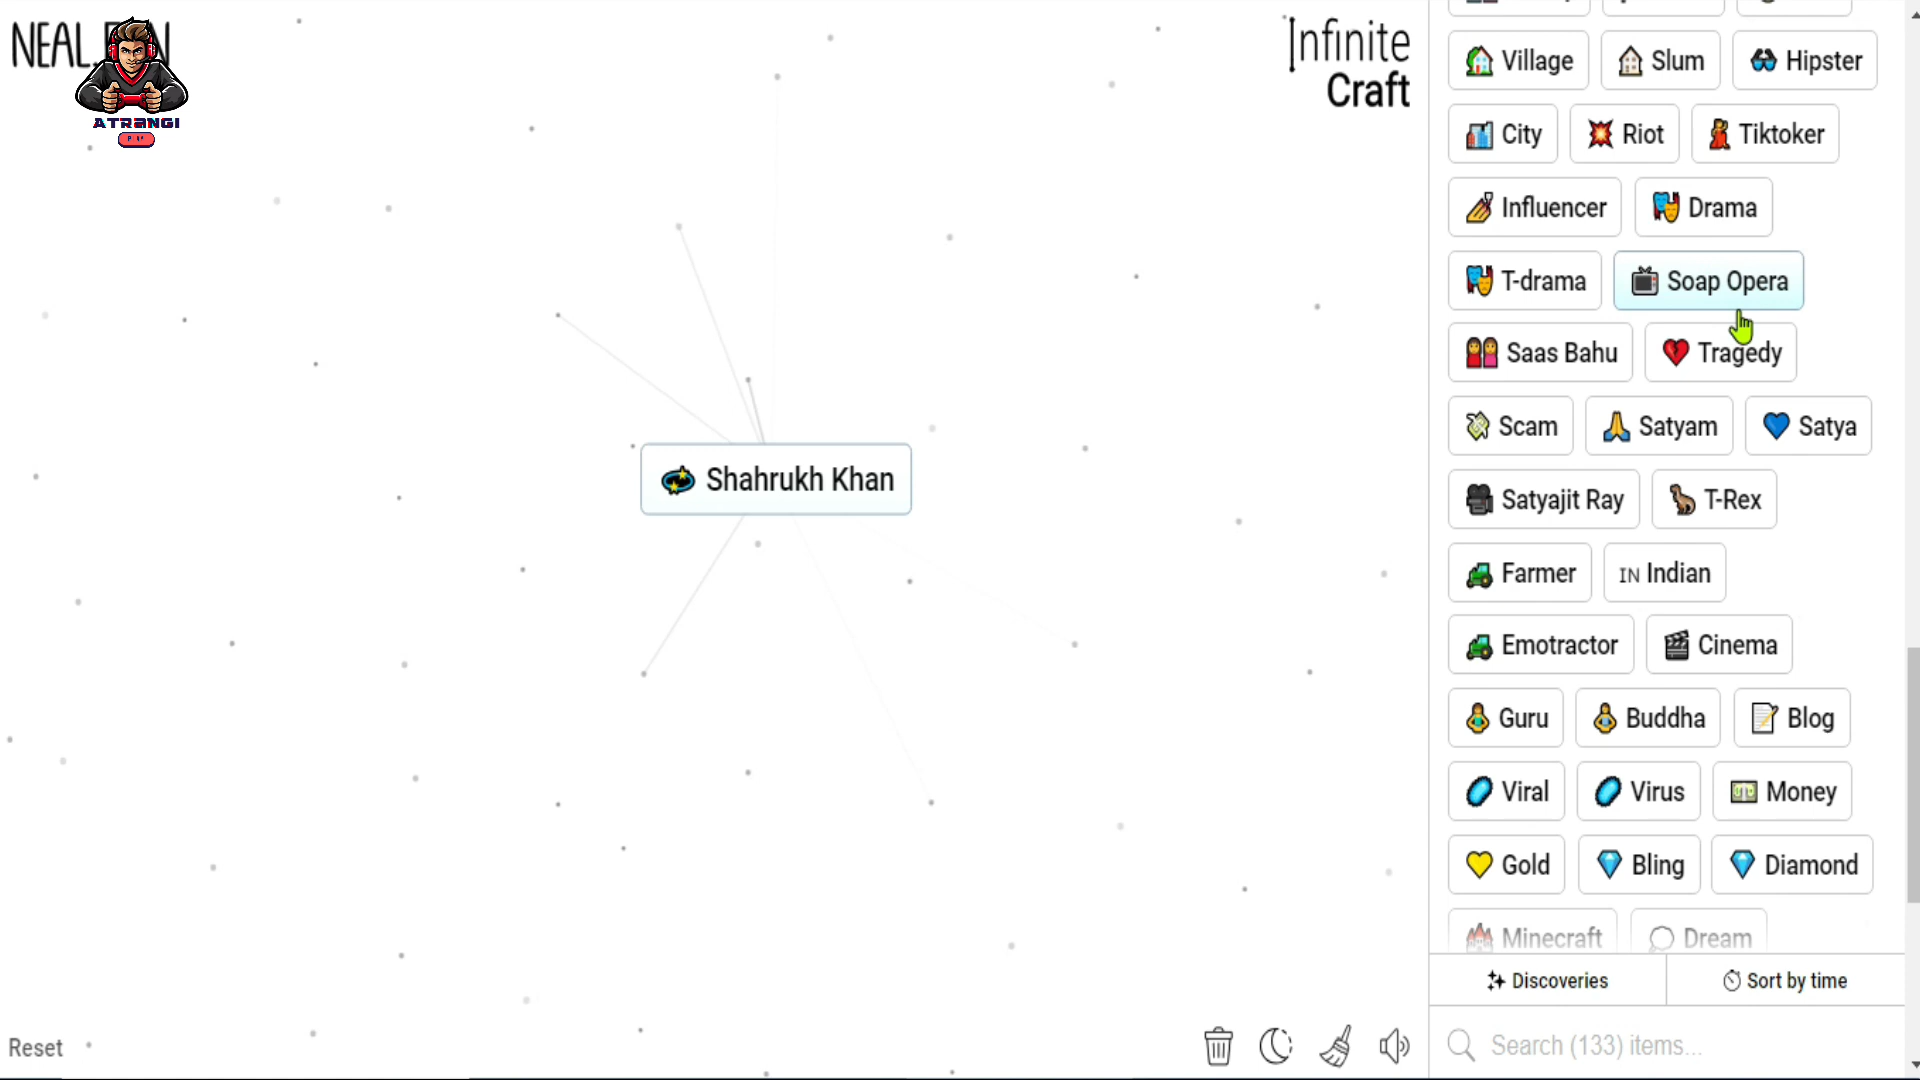 NEAL.FUN
ATRANGI
Infinite
Craft
Shahrukh Khan
Village
Slum
Hipster
City
Riot
Tiktoker
Influencer
Drama
T-drama
Soap Opera
Saas Bahu
Tragedy
Scam
Satyam
Satya
Satyajit Ray
T-Rex
Farmer
IN Indian
Emotractor
Cinema
Guru
Buddha
Blog
Viral
Virus
Money
Gold
Bling
Diamond
Minecraft
Dream
Discoveries
Sort by time
Search (133) items...
Reset